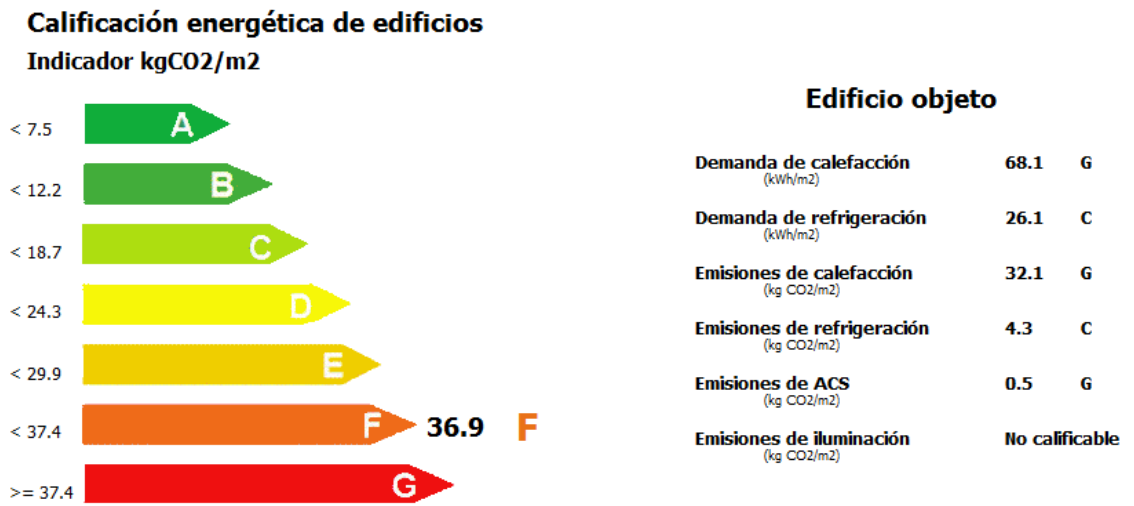 Calificación energética de edificios
Indicador kgCO2/m2
< 7.5 A
< 12.2 B
< 18.7 C
< 24.3 D
< 29.9 E
< 37.4 F 36.9 F
>= 37.4 G
Edificio objeto
Demanda de calefacción 68.1 G
(kWh/m2)
Demanda de refrigeración 26.1 C
(kWh/m2)
Emisiones de calefacción 32.1 G
(kg CO2/m2)
Emisiones de refrigeración 4.3 C
(kg CO2/m2)
Emisiones de ACS 0.5 G
(kg CO2/m2)
Emisiones de iluminación No calificable
(kg CO2/m2)